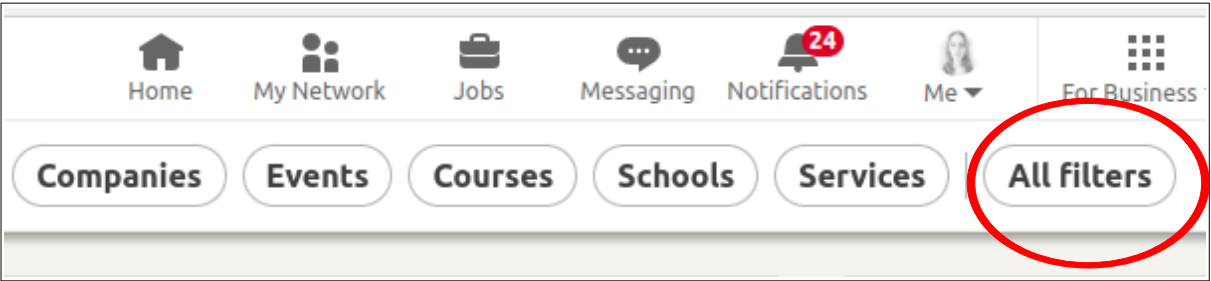 24
Home My Network Jobs Messaging Notifications Me For Business
Companies Events Courses Schools Services All filters